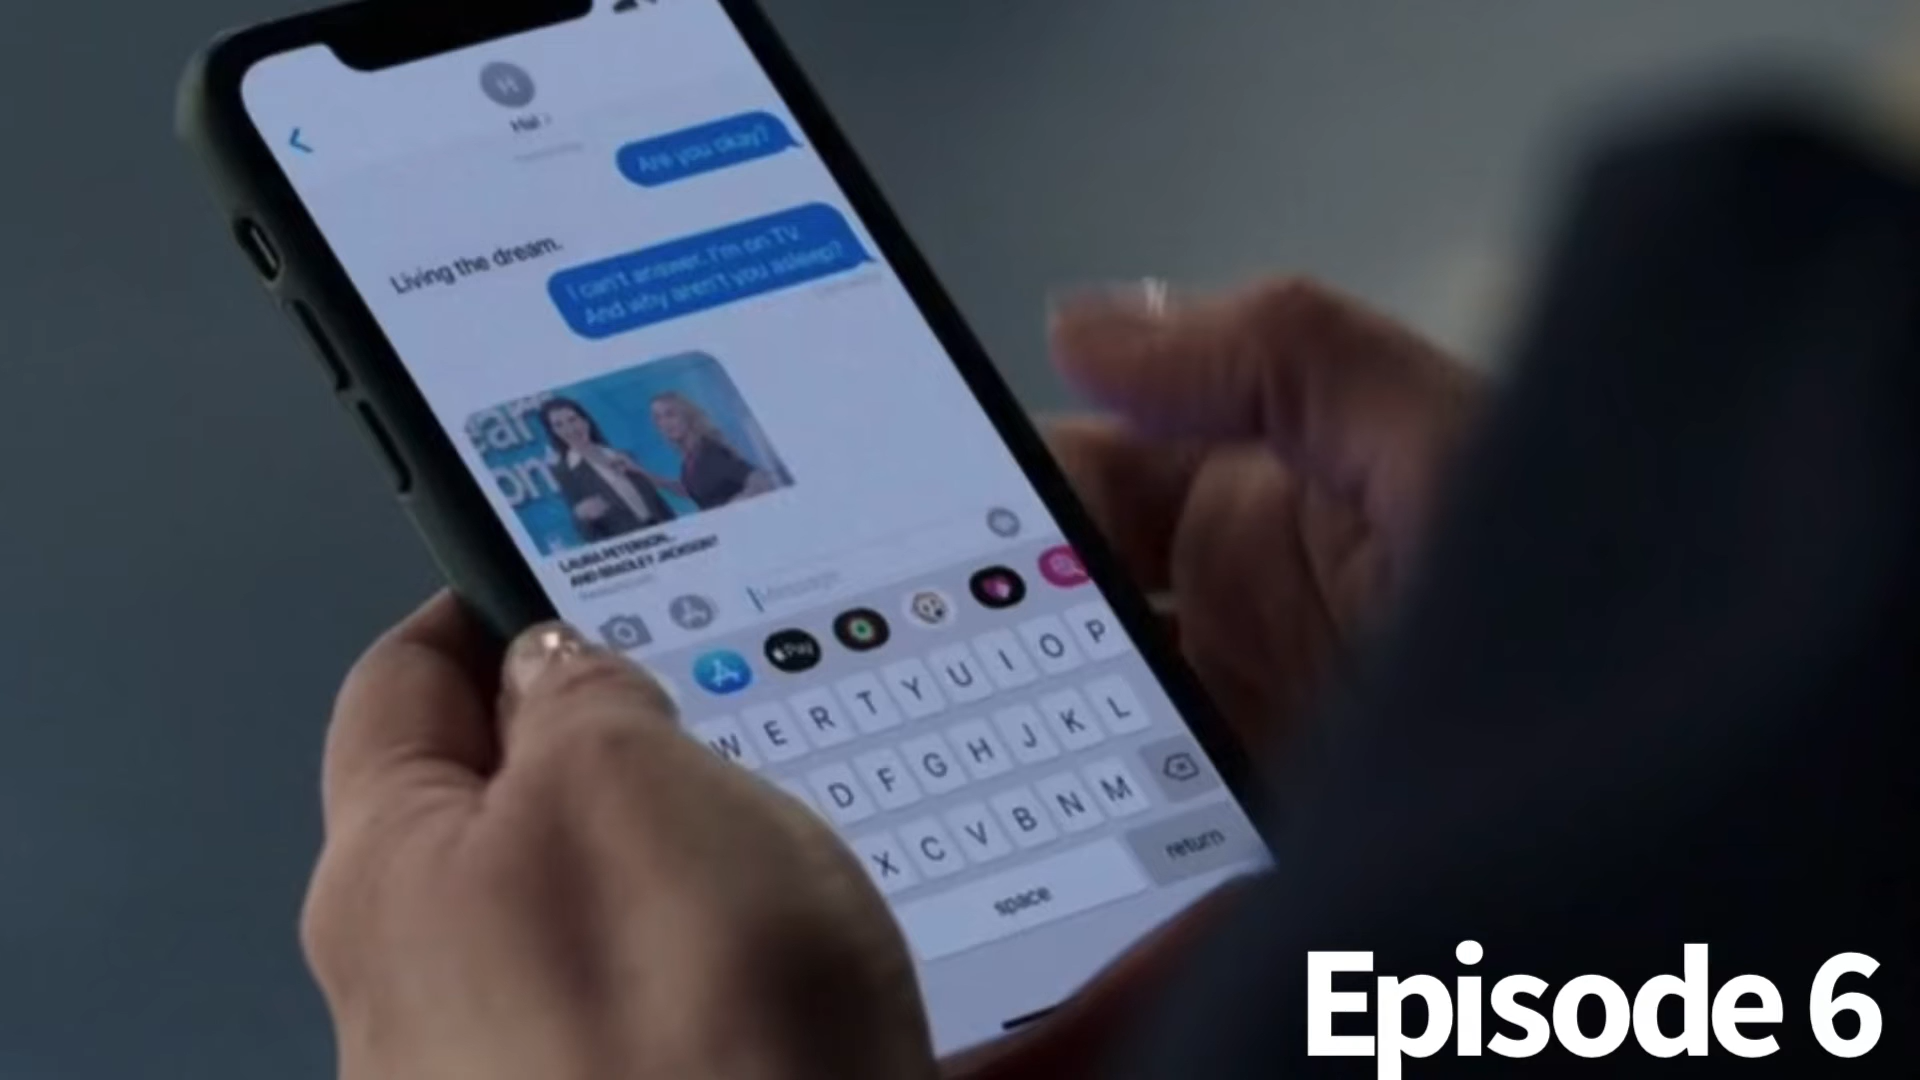 H
Hal
Are you okay?
Living the dream.
I can't answer. I'm on TV.
And why aren't you asleep?
LAURA PETERSON...
AND BRADLEY JACKSON?
Pay
W E R T Y U I O P
D F G H J K L
X C V B N M
space
return
Episode 6